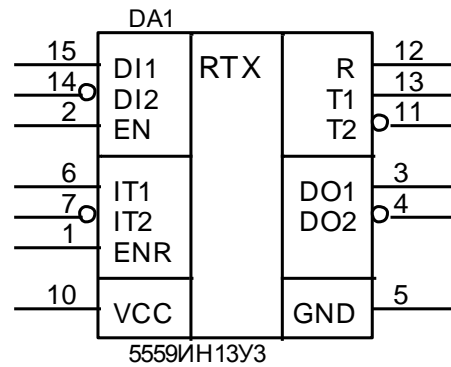 DA1
15 DI1 RTX R 12
14 DI2 T1 13
2 EN T2 11
6 IT1 DO1 3
7 IT2 DO2 4
1 ENR
10 VCC GND 5
5559ИН13У3